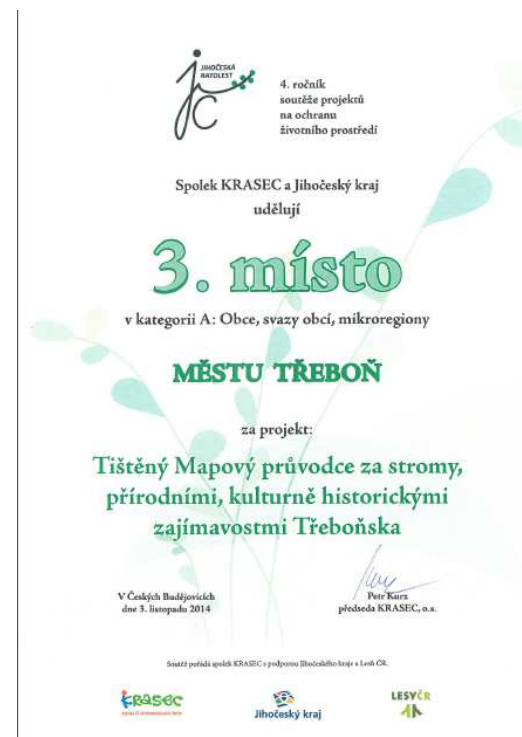 JIHOČESKÁ
RATOLEST
4. ročník
soutěže projektů
na ochranu
životního prostředí
Spolek KRASEC a Jihočeský kraj
udělují
3. místo
v kategorii A: Obce, svazy obcí, mikroregiony
MĚSTU TŘEBOŇ
za projekt:
Tištěný Mapový průvodce za stromy,
přírodními, kulturně historickými
zajímavostmi Třeboňska
V Českých Budějovicích
dne 3. listopadu 2014
Petr Kurz
předseda KRASEC, o.s.
Soutěž pořádá spolek KRASEC s podporou Jihočeského kraje a Lesů ČR.
KRASEC
Jihočeský kraj
LESY ČR